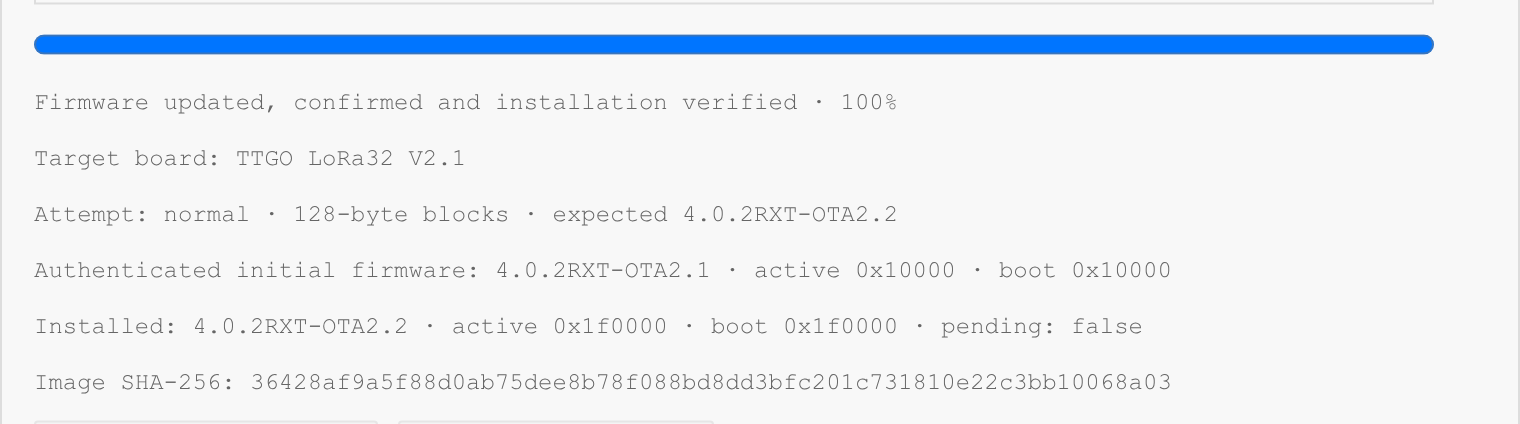 Firmware updated, confirmed and installation verified · 100%
Target board: TTGO LoRa32 V2.1
Attempt: normal · 128-byte blocks · expected 4.0.2RXT-OTA2.2
Authenticated initial firmware: 4.0.2RXT-OTA2.1 · active 0x10000 · boot 0x10000
Installed: 4.0.2RXT-OTA2.2 · active 0x1f0000 · boot 0x1f0000 · pending: false
Image SHA-256: 36428af9a5f88d0ab75dee8b78f088bd8dd3bfc201c731810e22c3bb10068a03